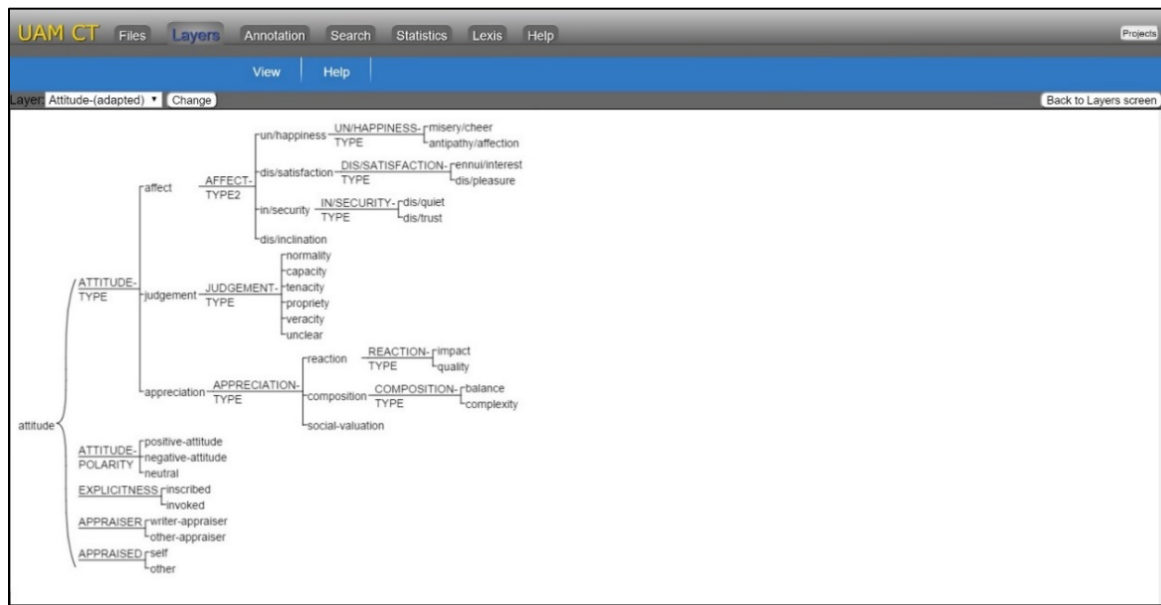 UAM CT Files Layers Annotation Search Statistics Lexis Help Projects
View Help
Layer: Attitude-(adapted) Change Back to Layers screen
un/happiness UN/HAPPINESS-TYPE misery/cheer
antipathy/affection
affect AFFECT-TYPE2 dis/satisfaction DIS/SATISFACTION-TYPE ennui/interest
dis/pleasure
in/security IN/SECURITY-TYPE dis/quiet
dis/trust
dis/inclination
ATTITUDE-TYPE judgement JUDGEMENT-TYPE normality
capacity
tenacity
propriety
veracity
unclear
appreciation APPRECIATION-TYPE reaction REACTION-TYPE impact
quality
composition COMPOSITION-TYPE balance
complexity
social-valuation
attitude
ATTITUDE-POLARITY positive-attitude
negative-attitude
neutral
EXPLICITNESS inscribed
invoked
APPRAISER writer-appraiser
other-appraiser
APPRAISED self
other